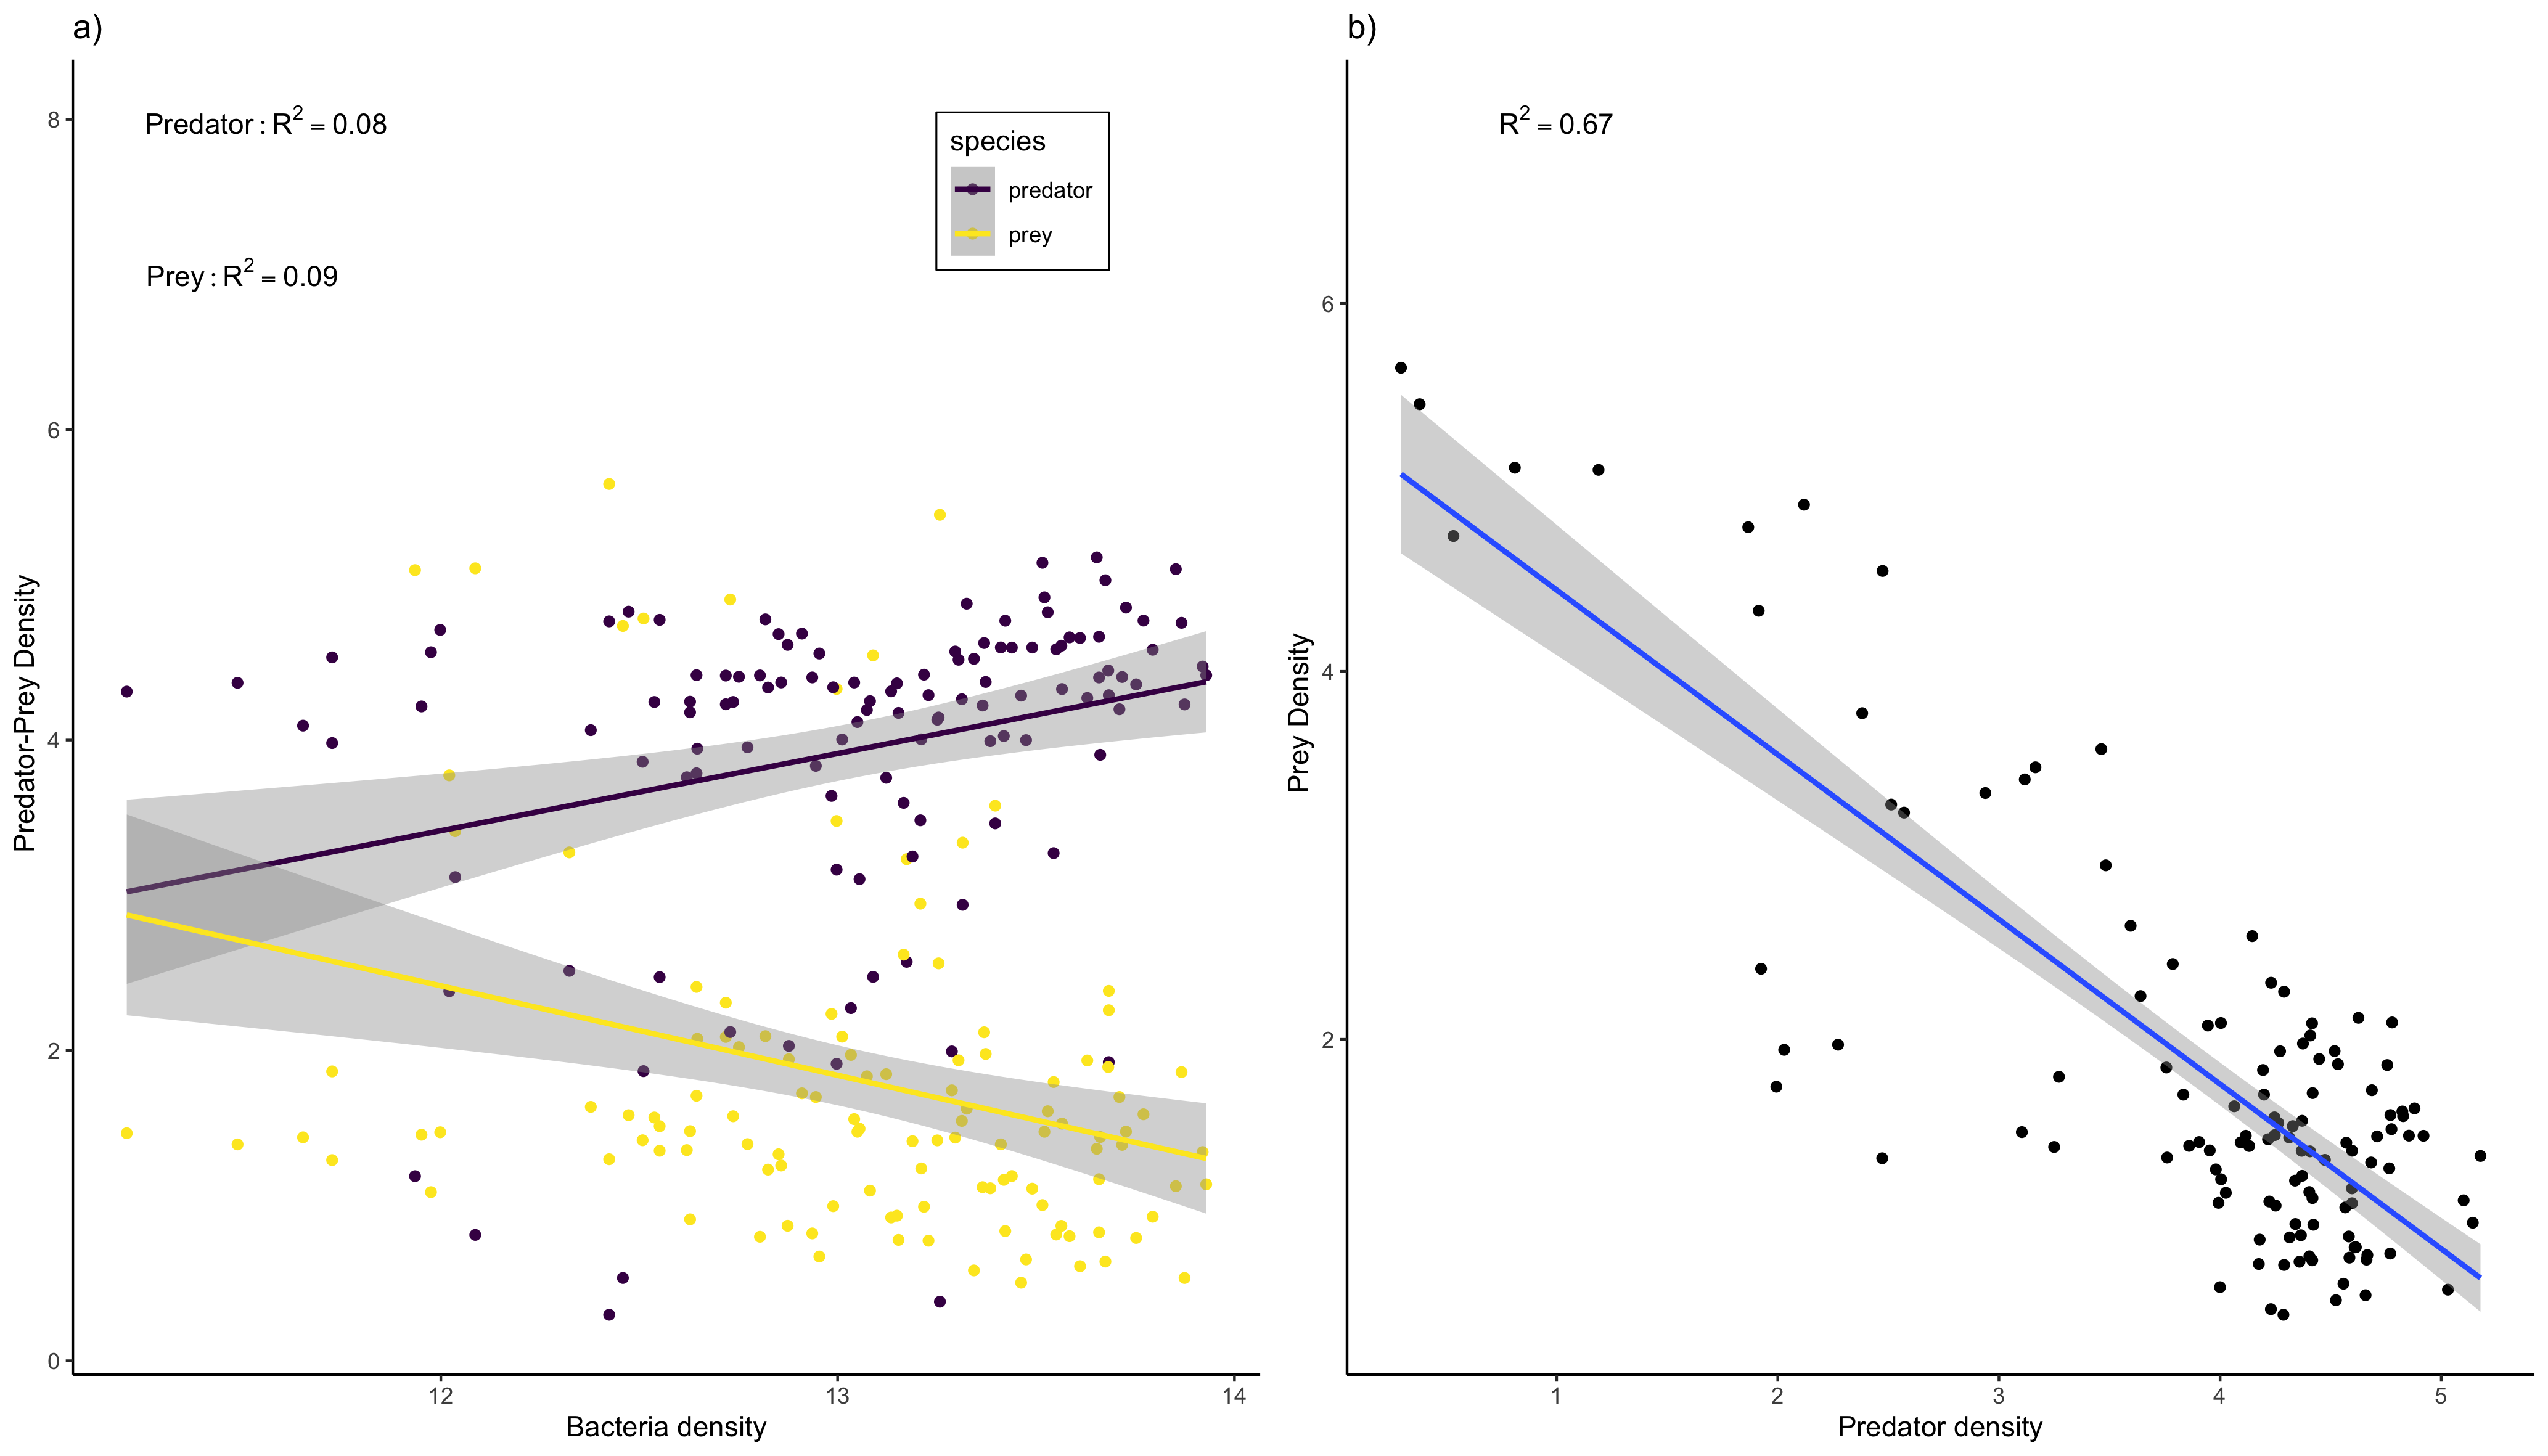 a)
Predator : R² = 0.08
Prey : R² = 0.09
species
predator
prey
8
6
4
2
0
Predator-Prey Density
12
13
14
Bacteria density
b)
R² = 0.67
6
4
2
Prey Density
1
2
3
4
5
Predator density